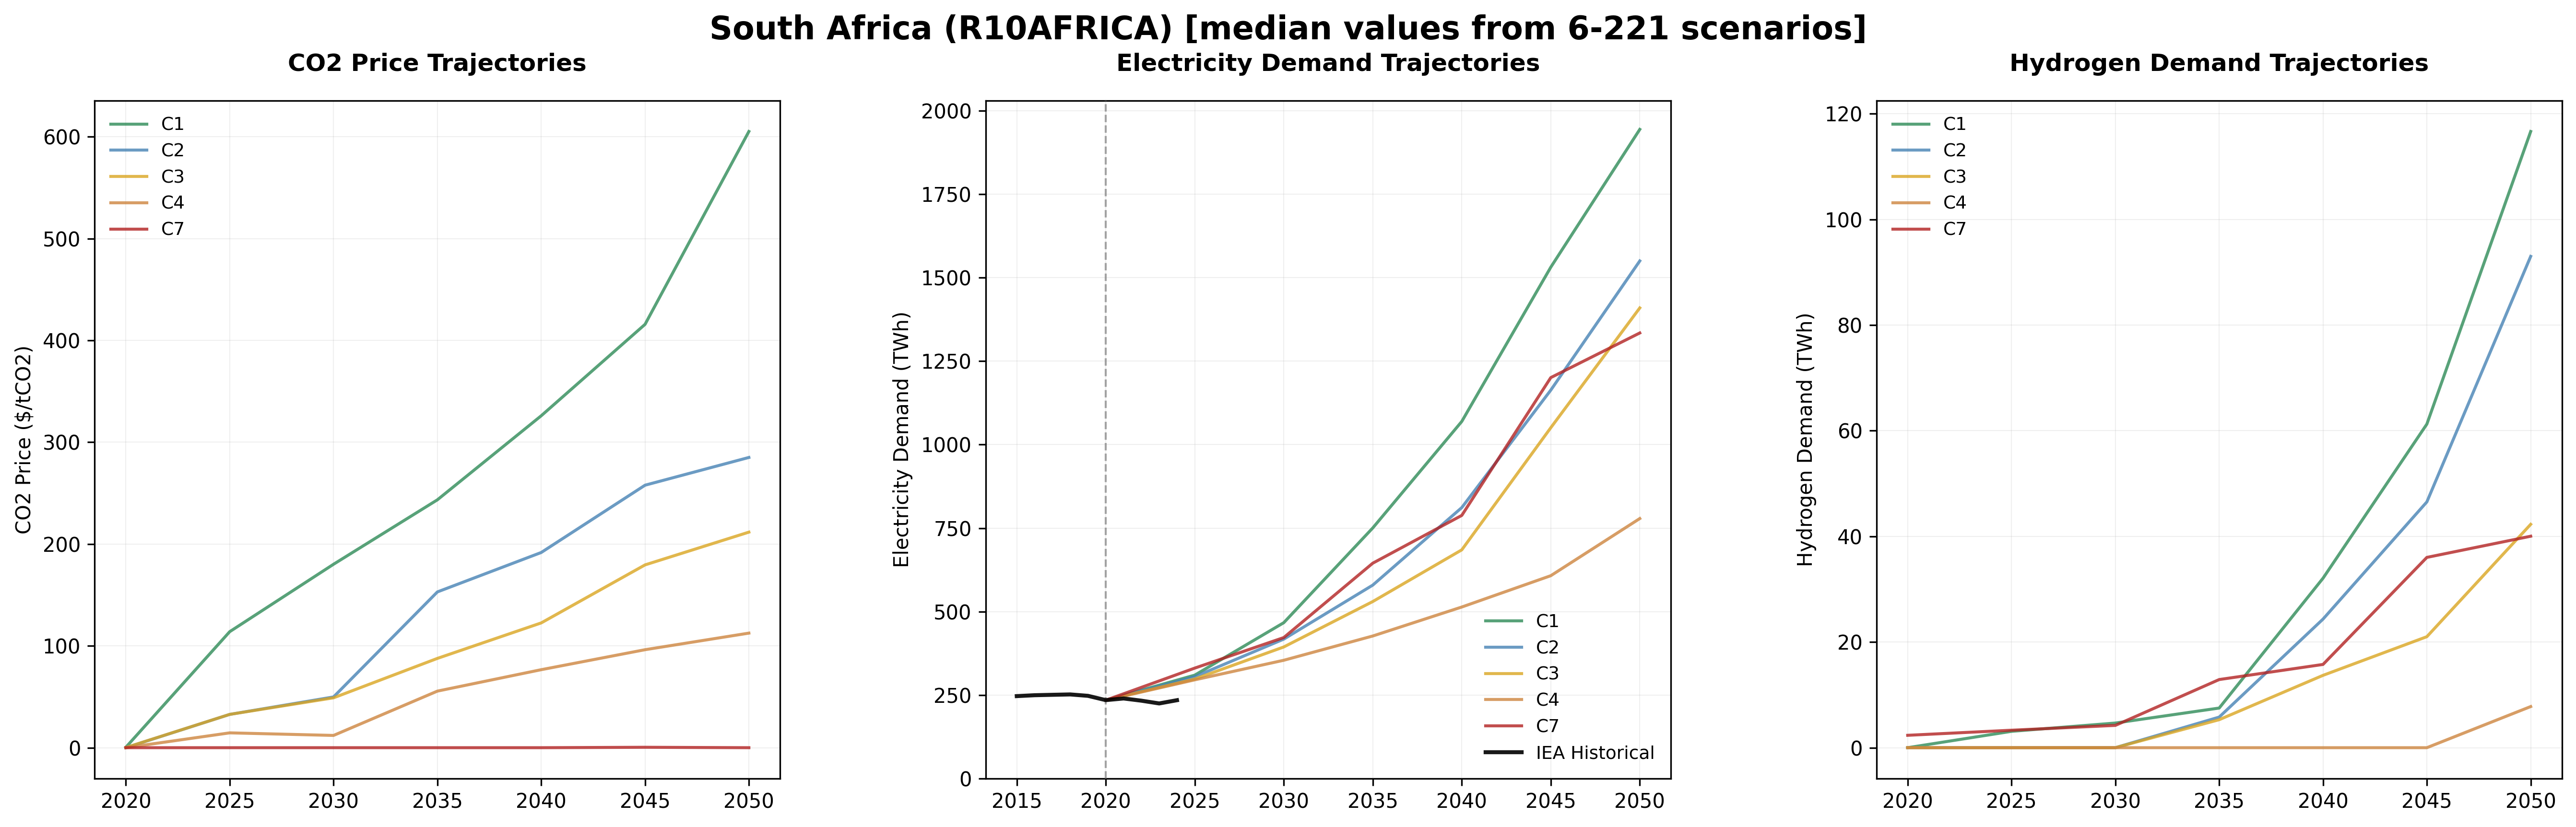 South Africa (R10AFRICA) [median values from 6-221 scenarios]
CO2 Price Trajectories
CO2 Price ($/tCO2)
600
500
400
300
200
100
0
2020 2025 2030 2035 2040 2045 2050
C1
C2
C3
C4
C7
Electricity Demand Trajectories
Electricity Demand (TWh)
2000
1750
1500
1250
1000
750
500
250
0
2015 2020 2025 2030 2035 2040 2045 2050
C1
C2
C3
C4
C7
IEA Historical
Hydrogen Demand Trajectories
Hydrogen Demand (TWh)
120
100
80
60
40
20
0
2020 2025 2030 2035 2040 2045 2050
C1
C2
C3
C4
C7